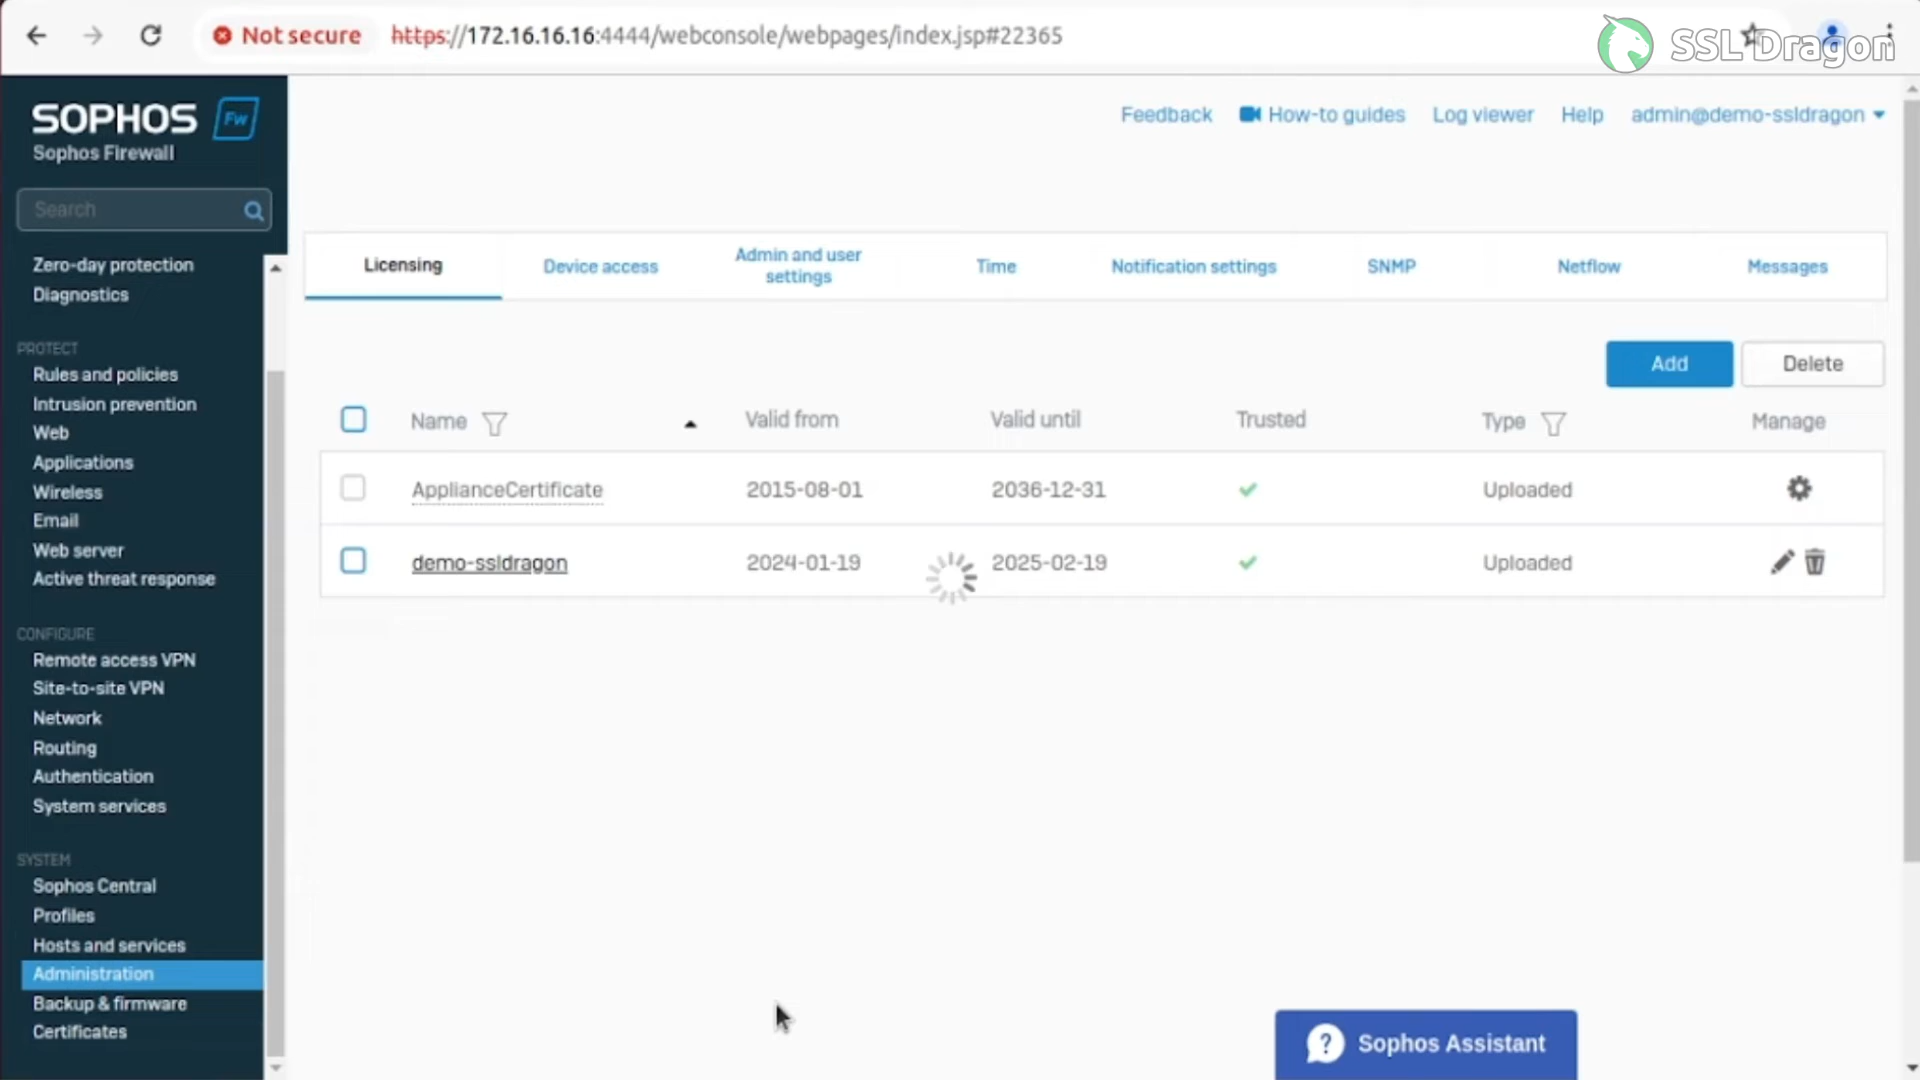 Not secure https://172.16.16.16:4444/webconsole/webpages/index.jsp#22365
SSL Dragon
SOPHOS Fw
Sophos Firewall
Search
Zero-day protection
Diagnostics
PROTECT
Rules and policies
Intrusion prevention
Web
Applications
Wireless
Email
Web server
Active threat response
CONFIGURE
Remote access VPN
Site-to-site VPN
Network
Routing
Authentication
System services
SYSTEM
Sophos Central
Profiles
Hosts and services
Administration
Backup & firmware
Certificates
Feedback How-to guides Log viewer Help admin@demo-ssldragon
Licensing Device access Admin and user settings Time Notification settings SNMP Netflow Messages
Add Delete
Name Valid from Valid until Trusted Type Manage
ApplianceCertificate 2015-08-01 2036-12-31 Uploaded
demo-ssldragon 2024-01-19 2025-02-19 Uploaded
? Sophos Assistant